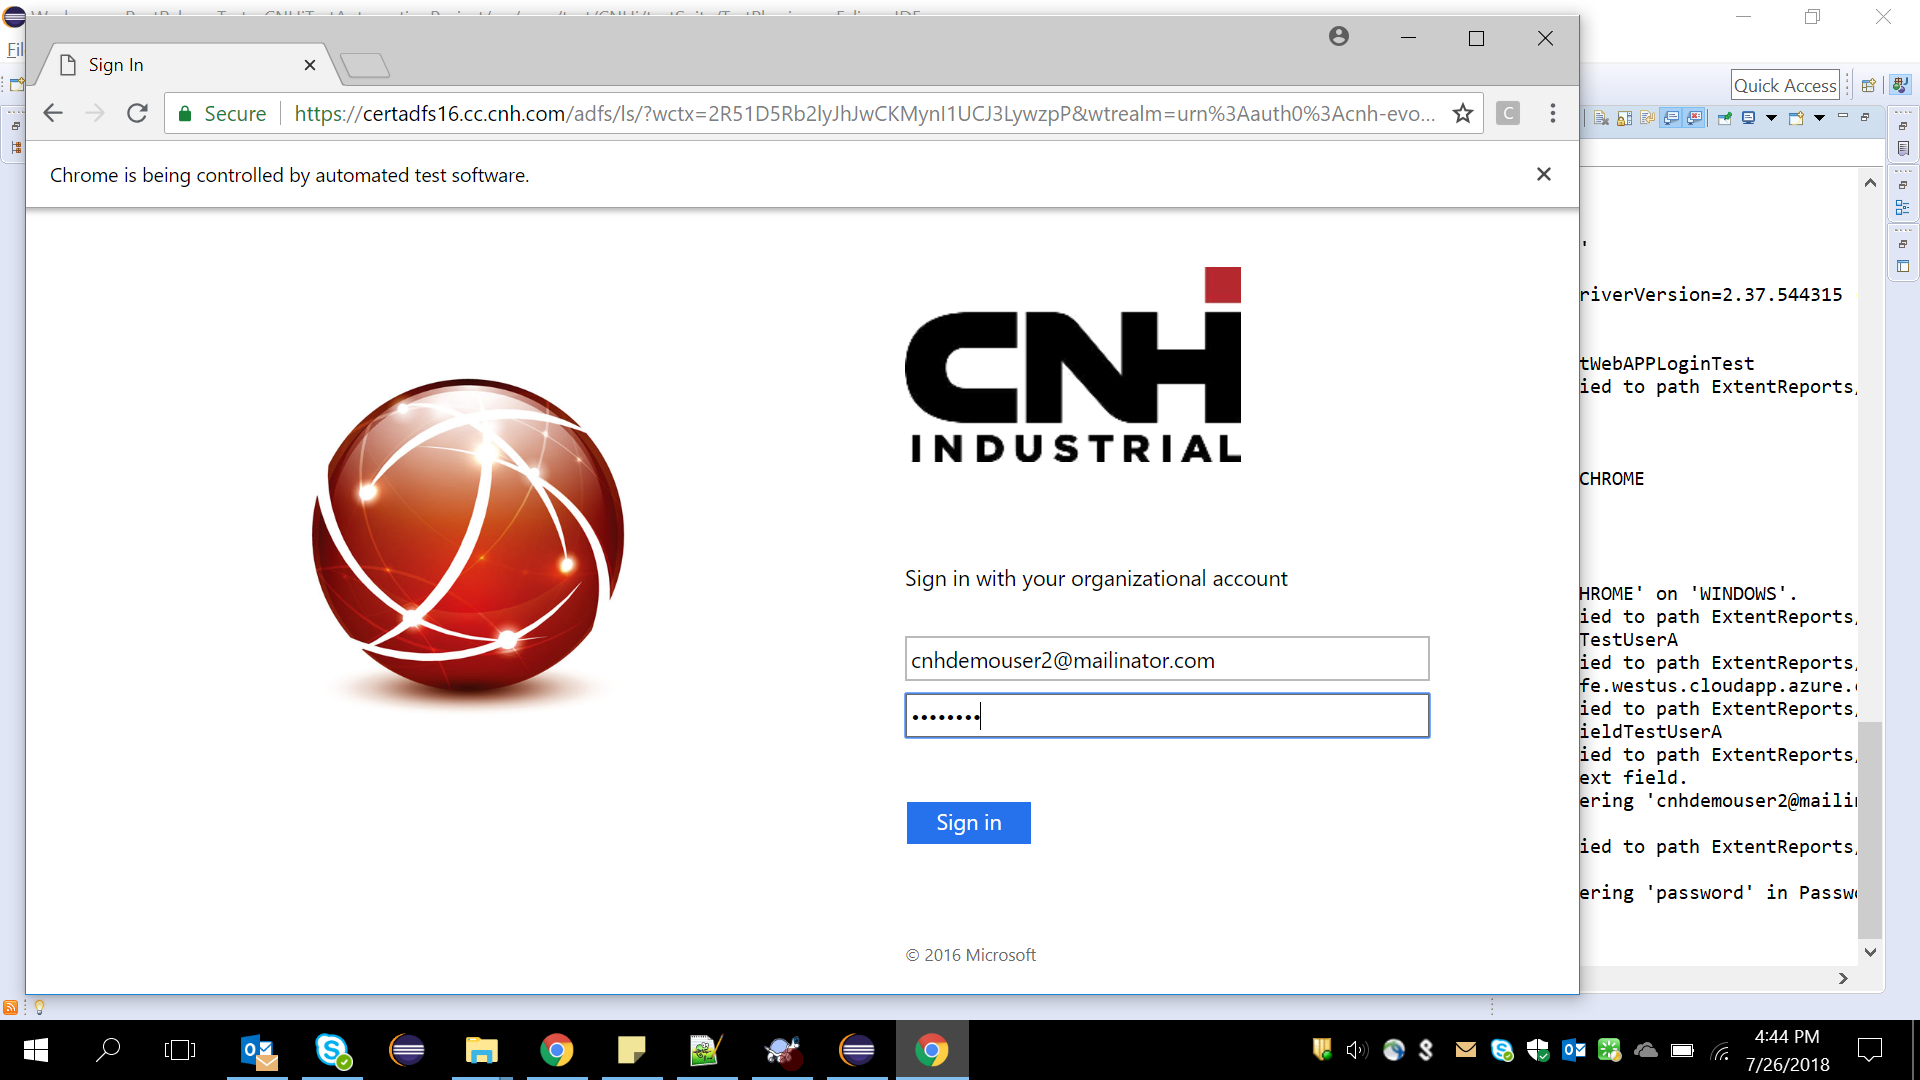 Sign In
Secure
https://certadfs16.cc.cnh.com/adfs/ls/?wctx=2R51D5Rb2lyJhJwCKMynI1UCJ3LywzpP&wtrealm=urn%3Aauth0%3Acnh-evo...
C
Quick Access
Chrome is being controlled by automated test software.
CNH
INDUSTRIAL
Sign in with your organizational account
cnhdemouser2@mailinator.com
••••••••
Sign in
© 2016 Microsoft
'
riverVersion=2.37.544315
tWebAPPLoginTest
ied to path ExtentReports/
CHROME
HROME' on 'WINDOWS'.
ied to path ExtentReports/
TestUserA
ied to path ExtentReports/
fe.westus.cloudapp.azure.
ied to path ExtentReports/
ieldTestUserA
ied to path ExtentReports/
ext field.
ering 'cnhdemouser2@mailin
ied to path ExtentReports/
ering 'password' in Passw
4:44 PM
7/26/2018